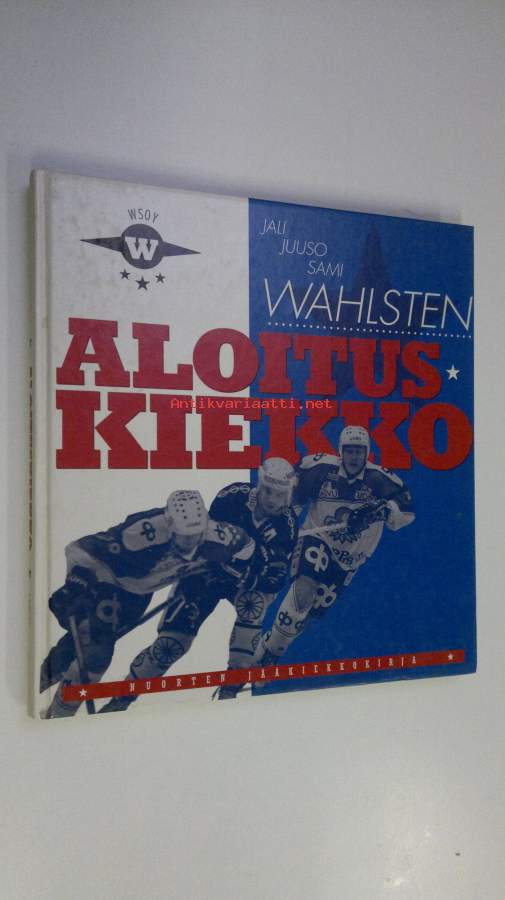 WSOY
W
JALI
JUUSO
SAMI
WAHLSTEN
ALOITUS
KIEKKO
Antikvariaatti.net
NUORTEN JÄÄKIEKKOKIRJA